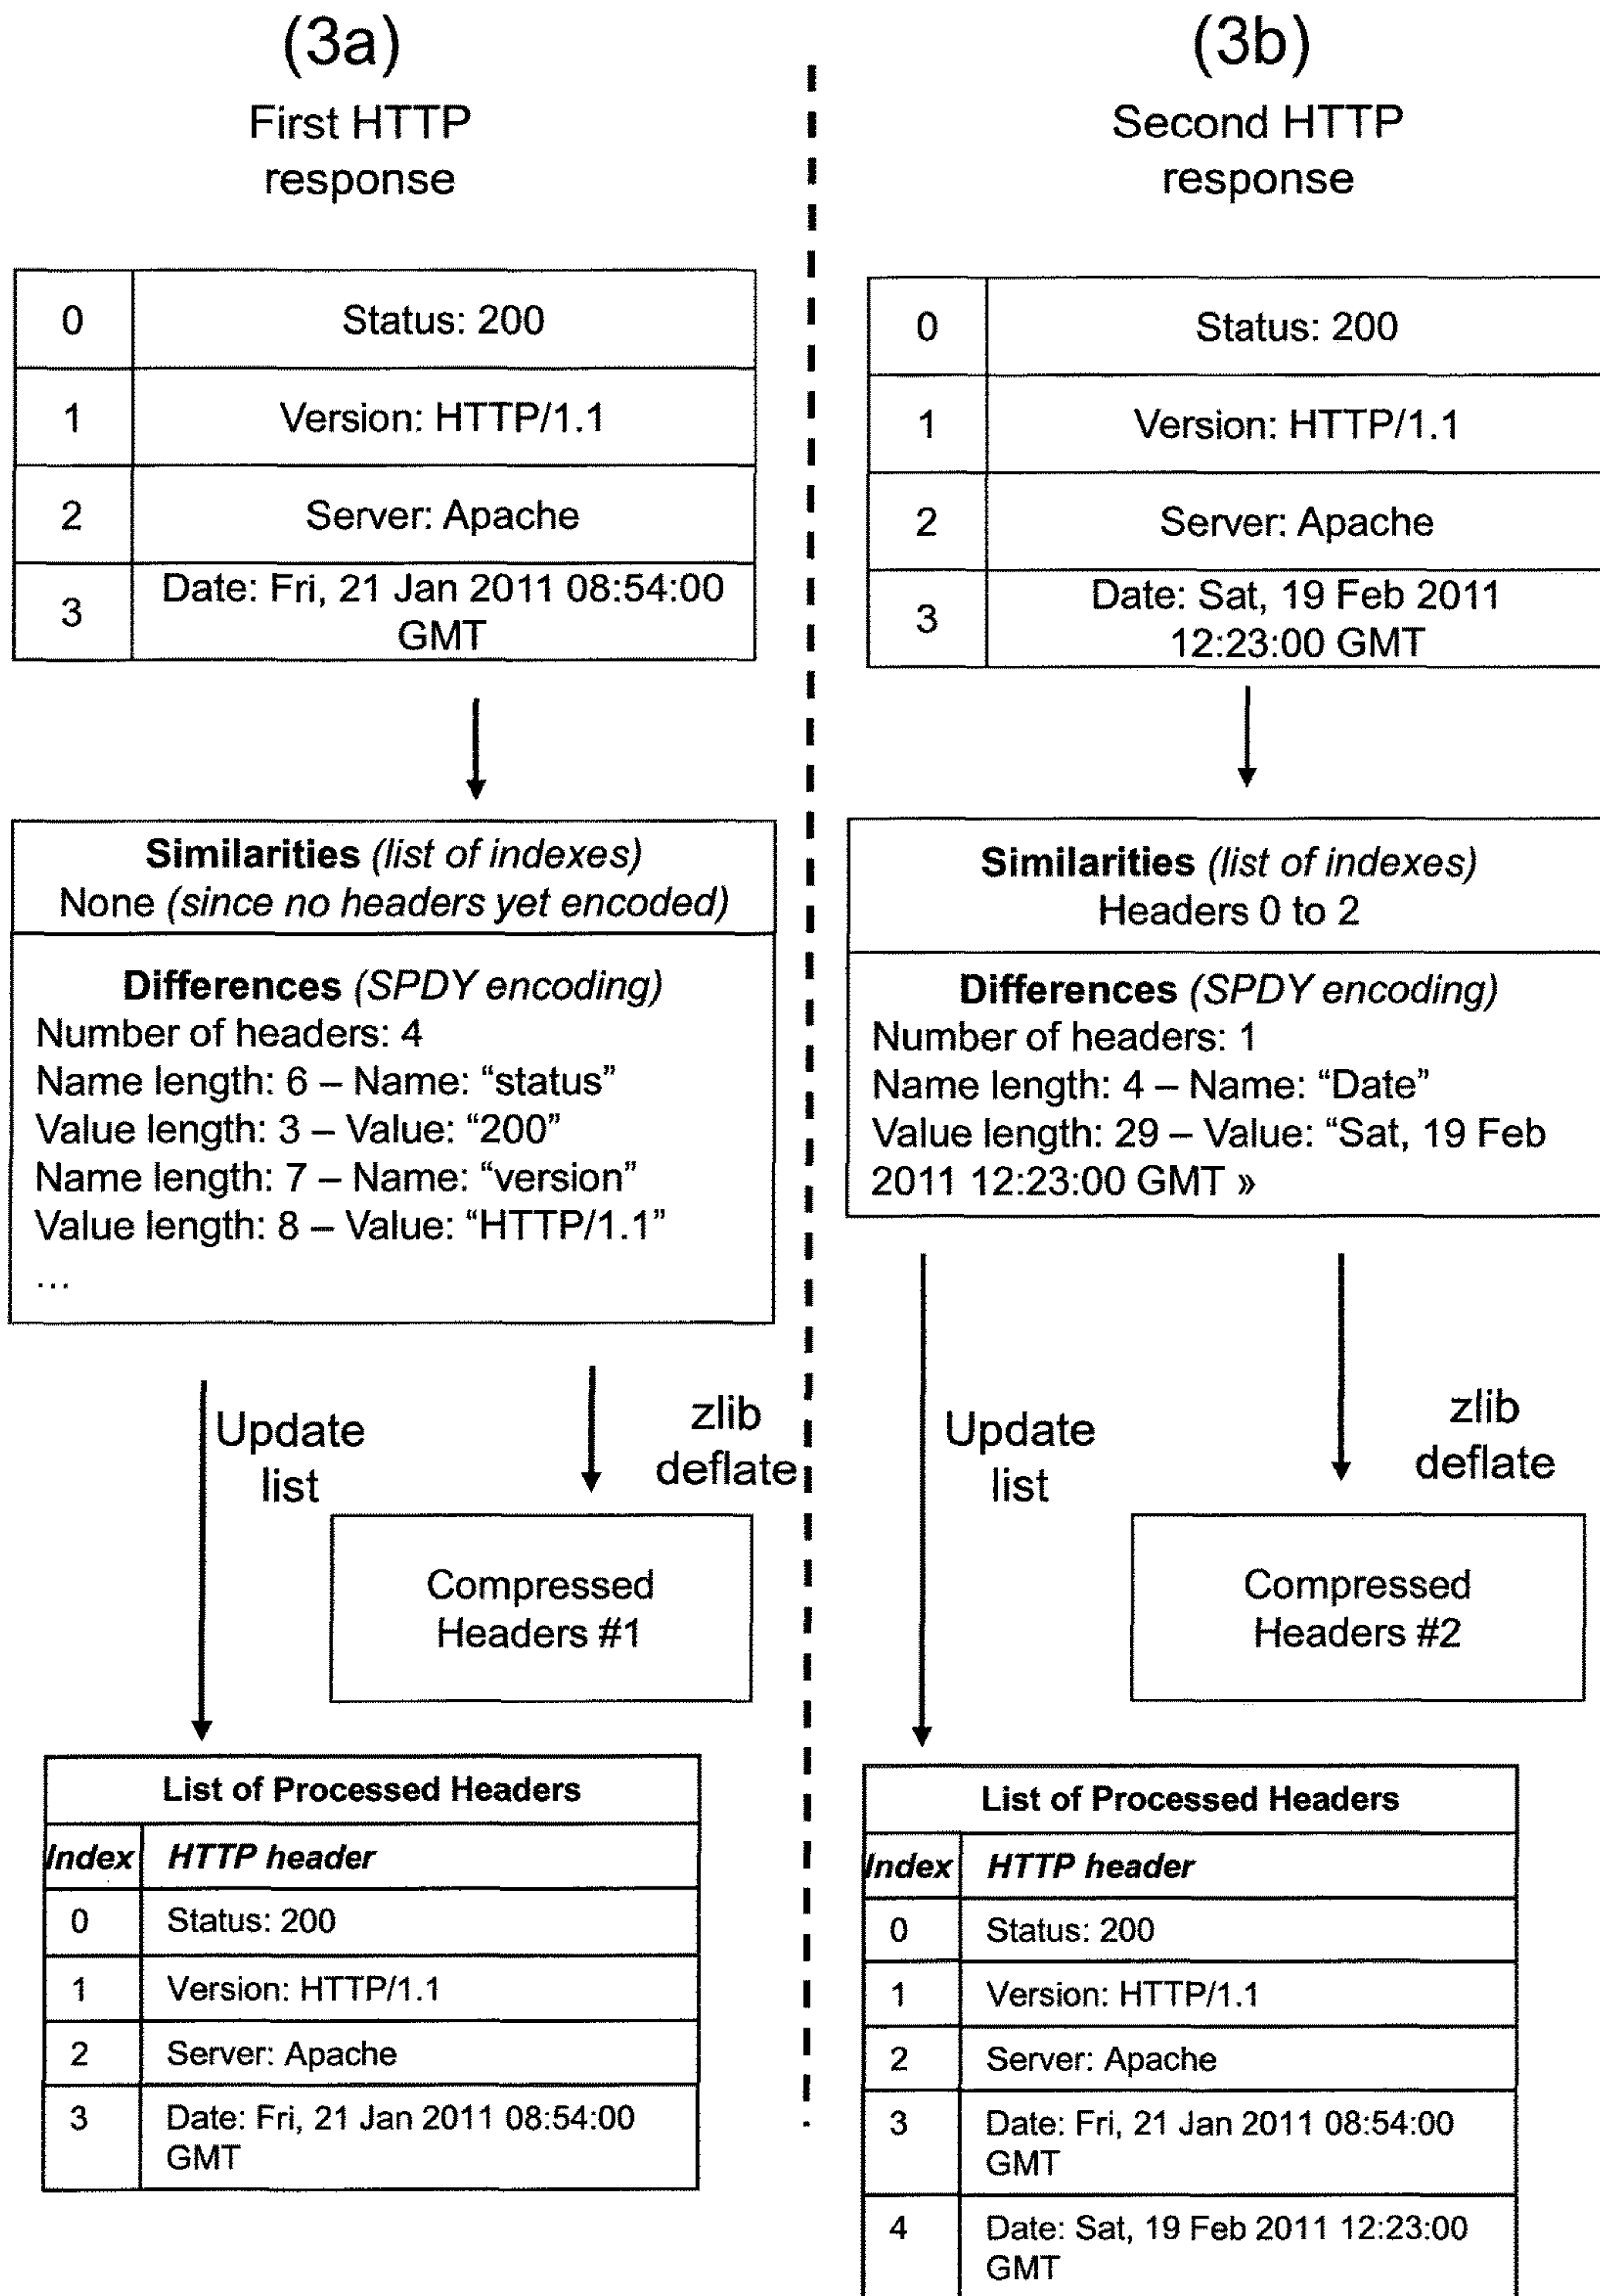 (3a)
First HTTP
response
0
Status: 200
1
Version: HTTP/1.1
2
Server: Apache
3
Date: Fri, 21 Jan 2011 08:54:00
GMT
Similarities (list of indexes)
None (since no headers yet encoded)
Differences (SPDY encoding)
Number of headers: 4
Name length: 6 – Name: “status”
Value length: 3 – Value: “200”
Name length: 7 – Name: “version”
Value length: 8 – Value: “HTTP/1.1”
...
Update
list
zlib
deflate
Compressed
Headers #1
List of Processed Headers
Index HTTP header
0 Status: 200
1 Version: HTTP/1.1
2 Server: Apache
3 Date: Fri, 21 Jan 2011 08:54:00
GMT
(3b)
Second HTTP
response
0
Status: 200
1
Version: HTTP/1.1
2
Server: Apache
3
Date: Sat, 19 Feb 2011
12:23:00 GMT
Similarities (list of indexes)
Headers 0 to 2
Differences (SPDY encoding)
Number of headers: 1
Name length: 4 – Name: “Date”
Value length: 29 – Value: “Sat, 19 Feb
2011 12:23:00 GMT »
Update
list
zlib
deflate
Compressed
Headers #2
List of Processed Headers
Index HTTP header
0 Status: 200
1 Version: HTTP/1.1
2 Server: Apache
3 Date: Fri, 21 Jan 2011 08:54:00
GMT
4 Date: Sat, 19 Feb 2011 12:23:00
GMT